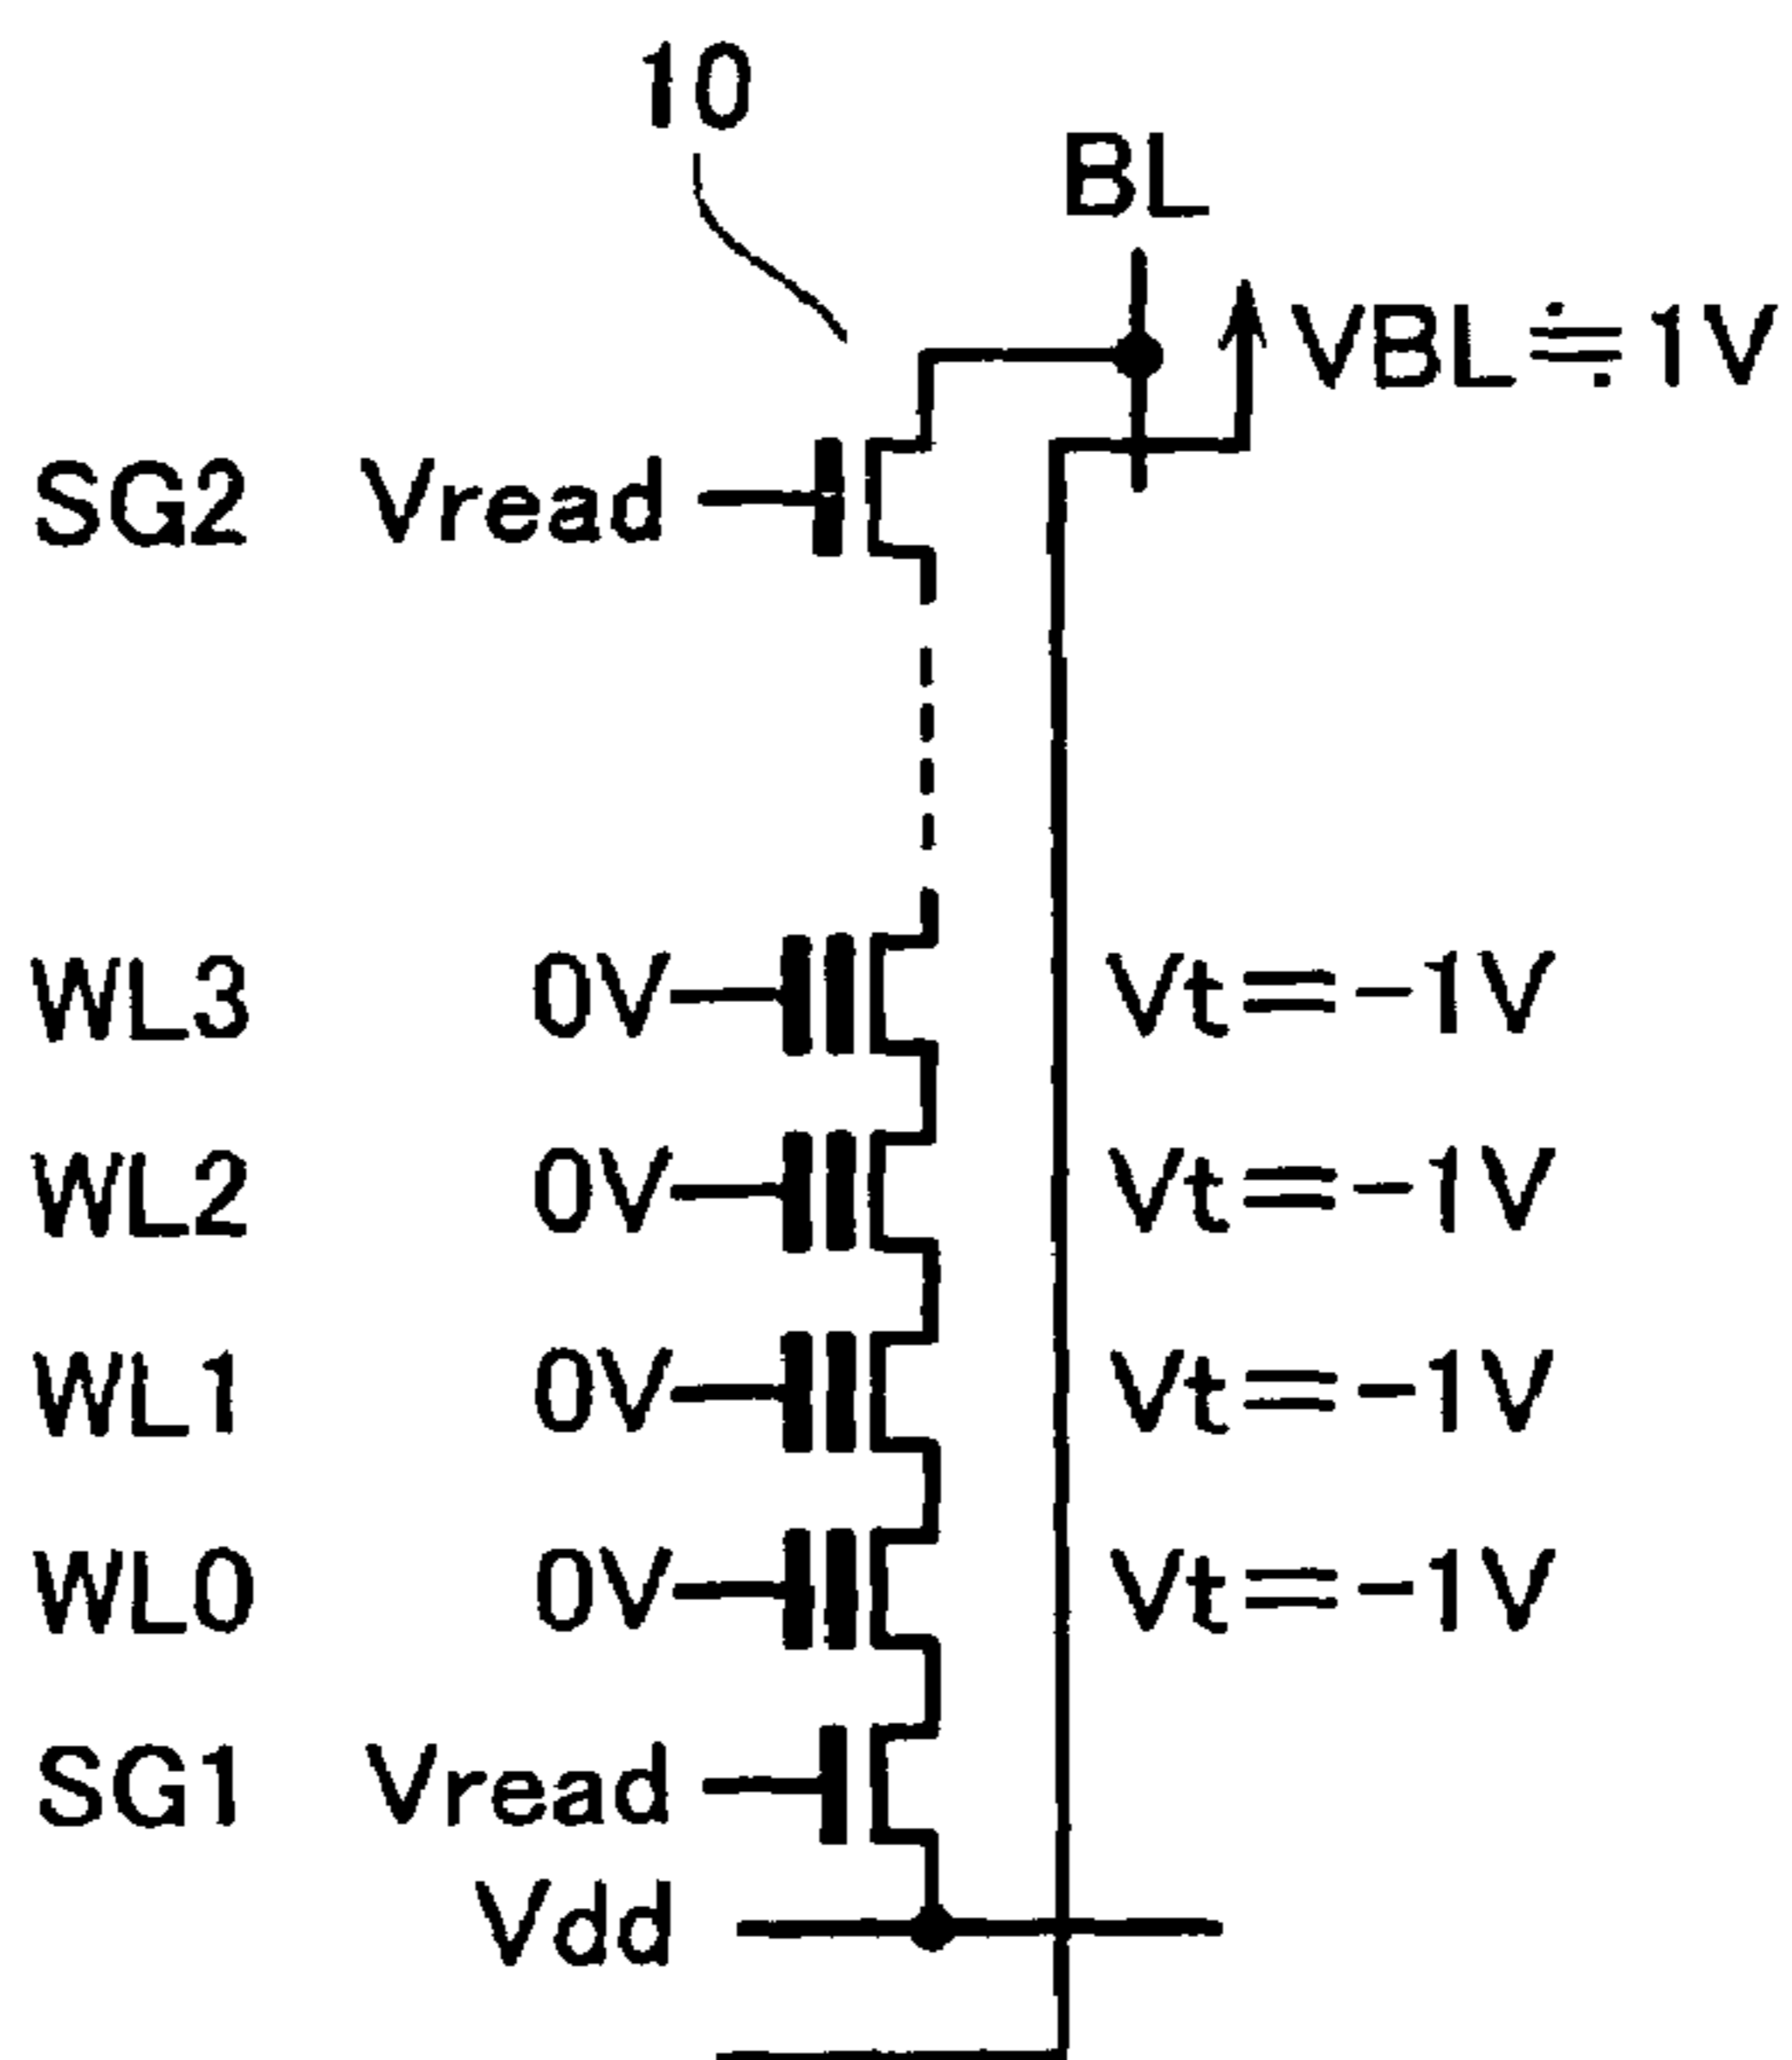 10
BL
VBL≒1V
SG2 Vread
WL3 0V Vt=-1V
WL2 0V Vt=-1V
WL1 0V Vt=-1V
WL0 0V Vt=-1V
SG1 Vread
Vdd